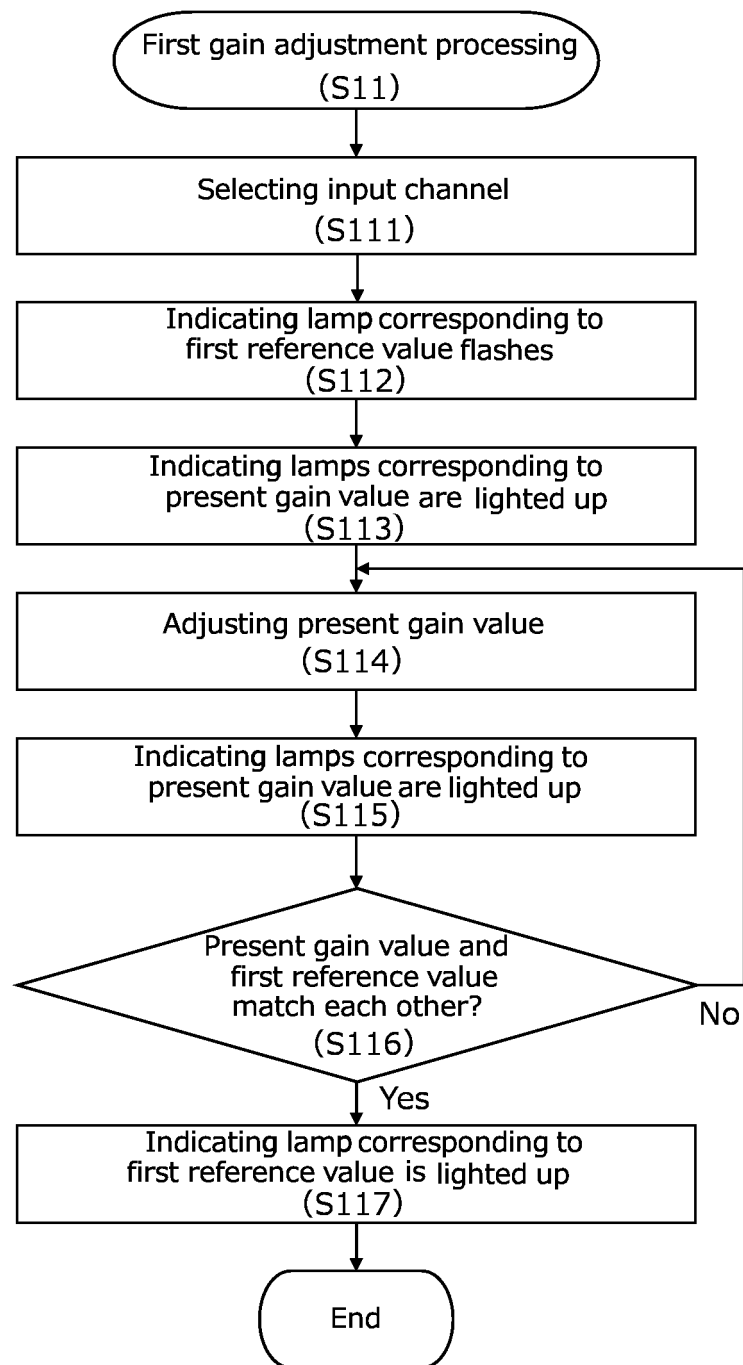 First gain adjustment processing
(S11)
Selecting input channel
(S111)
Indicating lamp corresponding to
first reference value flashes
(S112)
Indicating lamps corresponding to
present gain value are lighted up
(S113)
Adjusting present gain value
(S114)
Indicating lamps corresponding to
present gain value are lighted up
(S115)
Present gain value and
first reference value
match each other?
(S116)
No
Yes
Indicating lamp corresponding to
first reference value is lighted up
(S117)
End